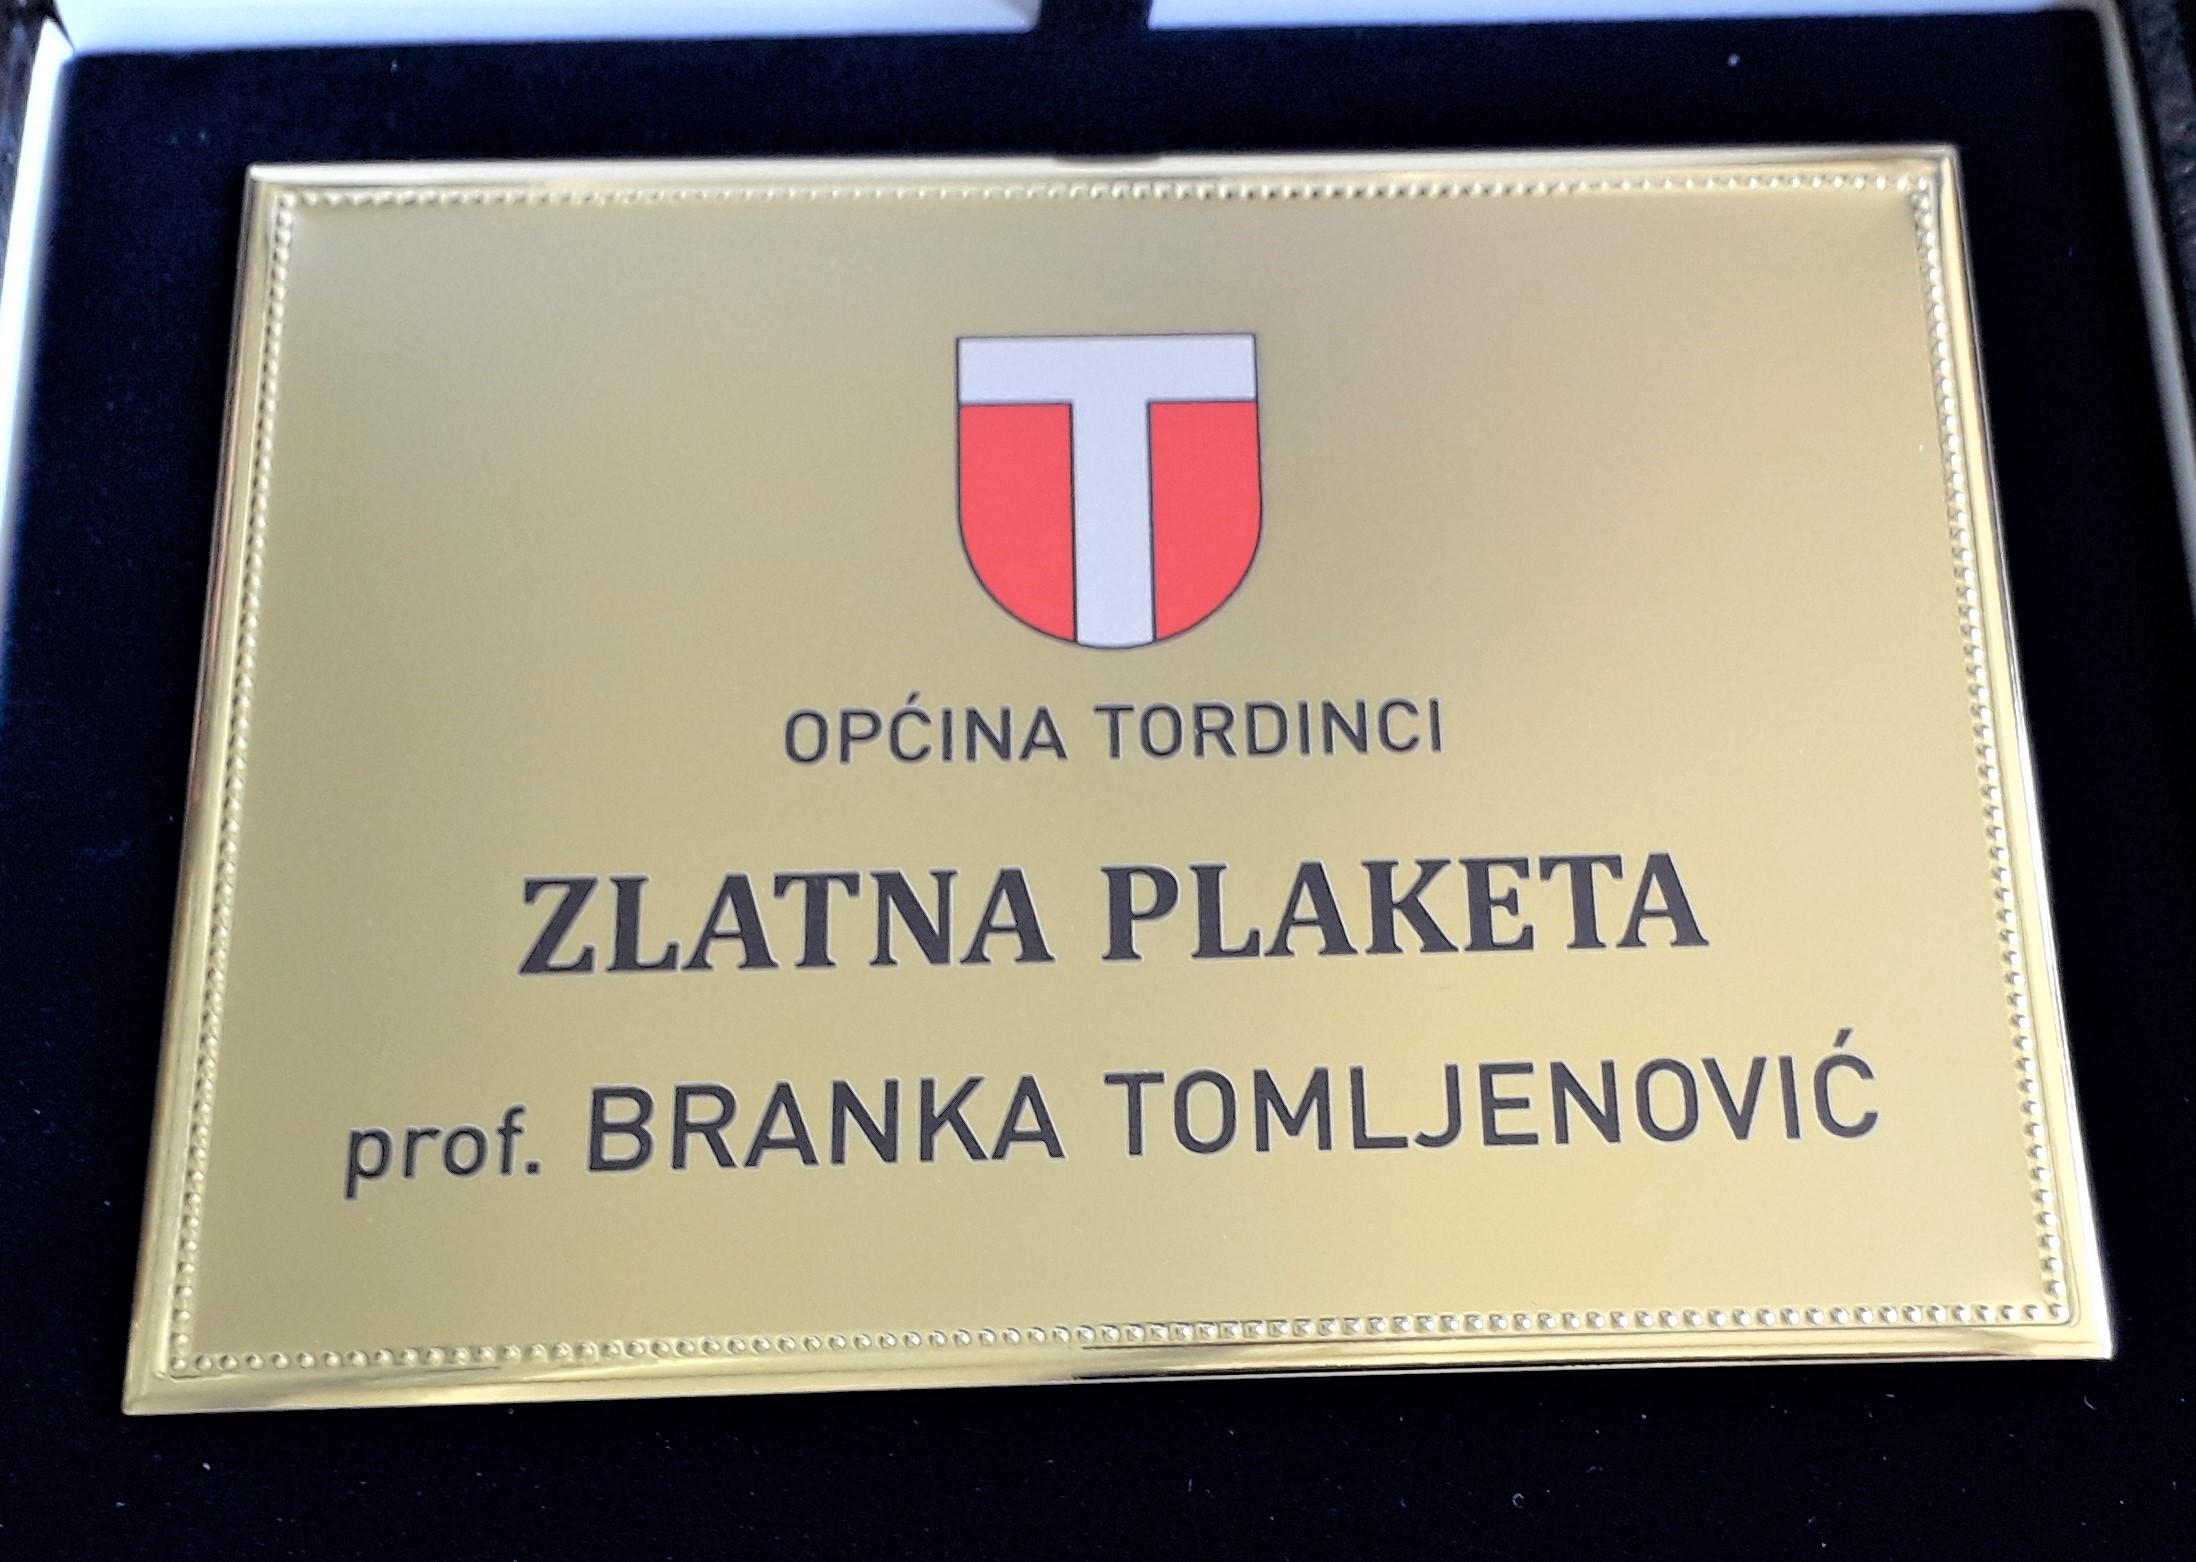 OPĆINA TORDINCI
ZLATNA PLAKETA
prof. BRANKA TOMLJENOVIĆ